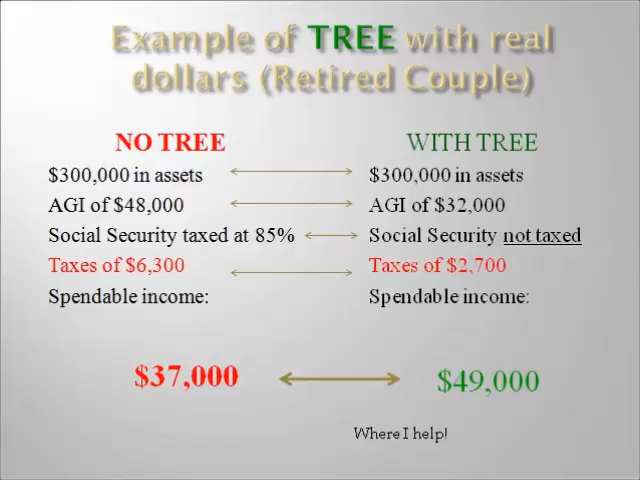 Example of TREE with real
dollars (Retired Couple)
NO TREE
$300,000 in assets
AGI of $48,000
Social Security taxed at 85%
Taxes of $6,300
Spendable income:
$37,000
WITH TREE
$300,000 in assets
AGI of $32,000
Social Security not taxed
Taxes of $2,700
Spendable income:
$49,000
Where I help!